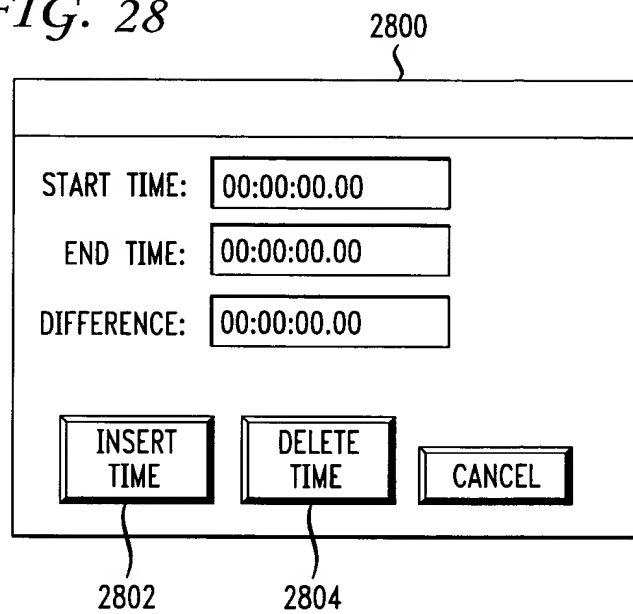 FIG. 28
2800
START TIME: 00:00:00.00
END TIME: 00:00:00.00
DIFFERENCE: 00:00:00.00
INSERT TIME
DELETE TIME
CANCEL
2802 2804